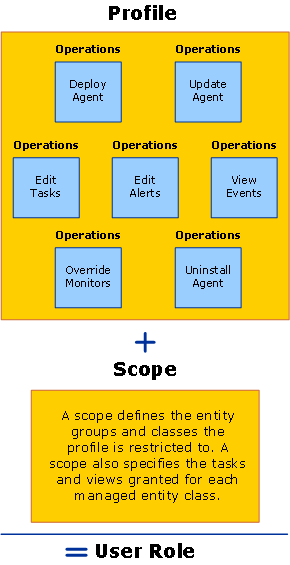 Profile
Operations Operations
Deploy Agent
Update Agent
Operations Operations Operations
Edit Tasks
Edit Alerts
View Events
Operations Operations
Override Monitors
Uninstall Agent
+
Scope
A scope defines the entity
groups and classes the
profile is restricted to. A
scope also specifies the tasks
and views granted for each
managed entity class.
= User Role